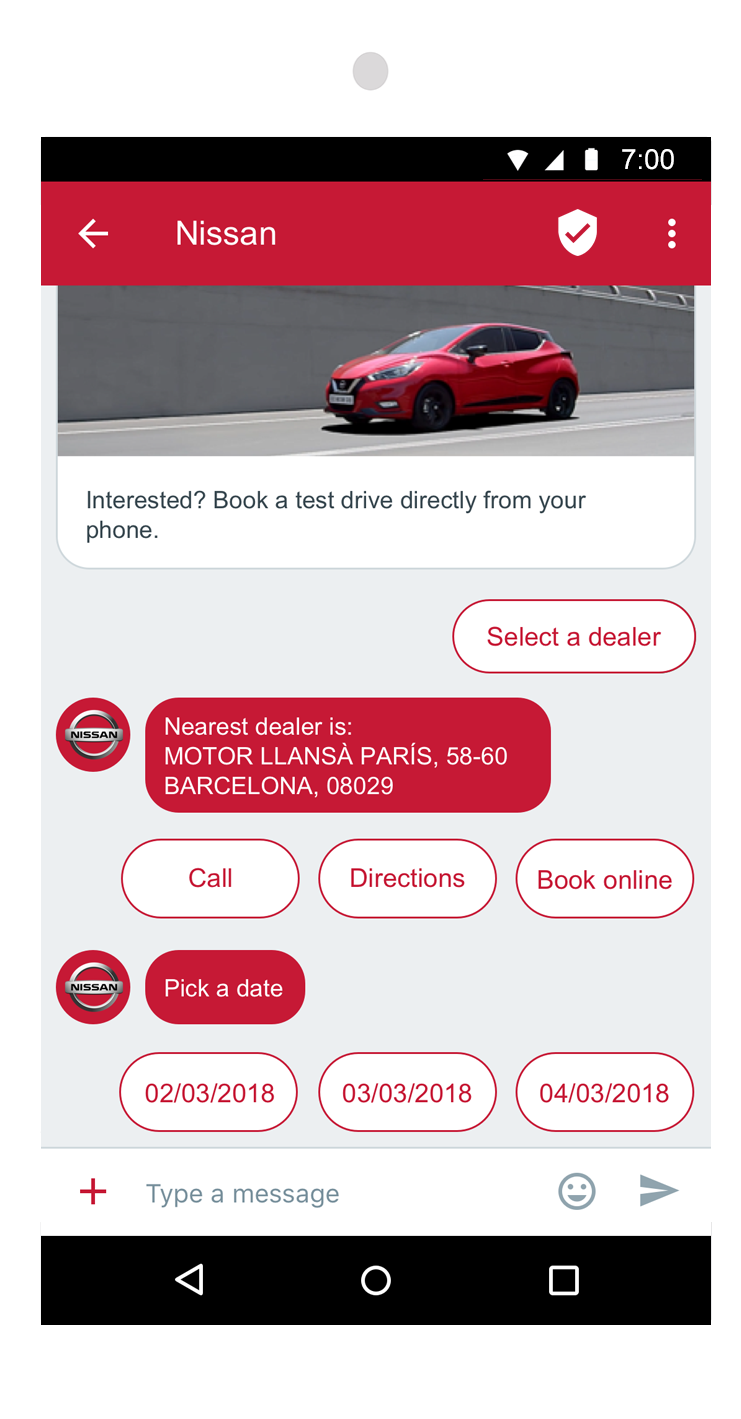 7:00
Nissan
Interested? Book a test drive directly from your
phone.
Select a dealer
NISSAN
Nearest dealer is:
MOTOR LLANSÀ PARÍS, 58-60
BARCELONA, 08029
Call
Directions
Book online
NISSAN
Pick a date
02/03/2018
03/03/2018
04/03/2018
Type a message